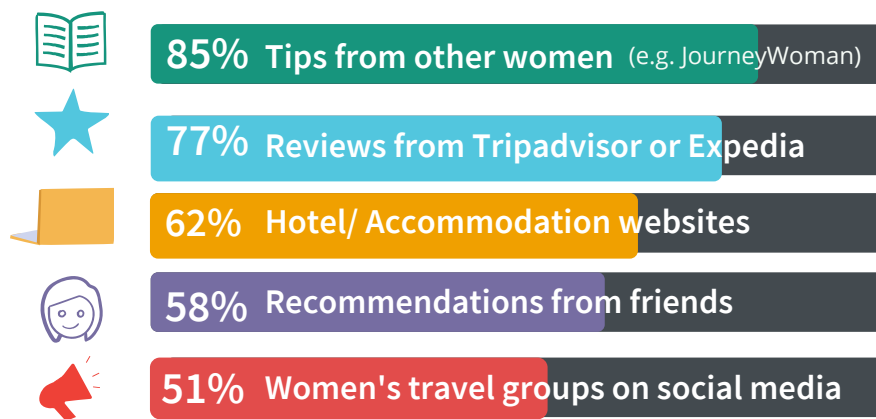 85% Tips from other women (e.g. JourneyWoman)
77% Reviews from Tripadvisor or Expedia
62% Hotel/ Accommodation websites
58% Recommendations from friends
51% Women's travel groups on social media